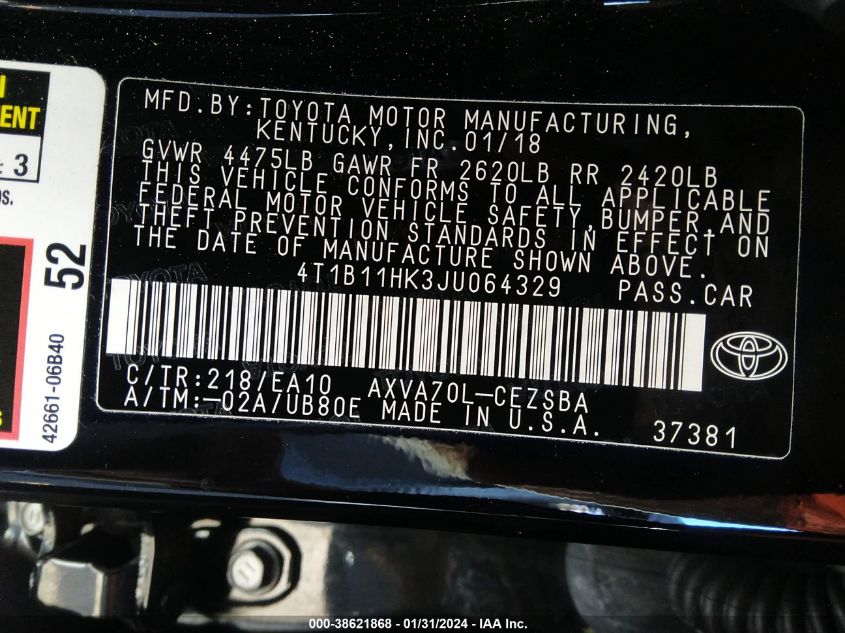 MFD.BY:TOYOTA MOTOR MANUFACTURING,
KENTUCKY,INC.01/18
GVWR 4475LB GAWR FR 2620LB RR 2420LB
THIS VEHICLE CONFORMS TO ALL APPLICABLE
FEDERAL MOTOR VEHICLE SAFETY,BUMPER,AND
THEFT PREVENTION STANDARDS IN EFFECT ON
THE DATE OF MANUFACTURE SHOWN ABOVE.
4T1B11HK3JU064329 PASS.CAR
C/TR:218/EA10 AXVA70L-CEZSBA
A/TM:-02A/UB80E MADE IN U.S.A. 37381
ENT
: 3
52
42661-06B40
000-38621868 - 01/31/2024 - IAA Inc.